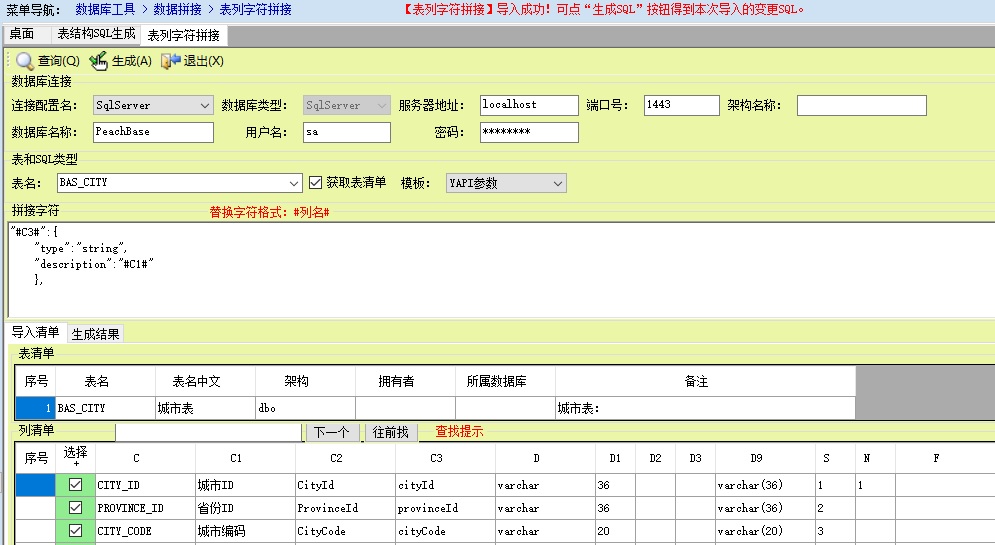 菜单导航： 数据库工具 > 数据拼接 > 表列字符拼接 【表列字符拼接】导入成功！可点“生成SQL”按钮得到本次导入的变更SQL。
桌面 表结构SQL生成 表列字符拼接
查询(Q) 生成(A) 退出(X)
数据库连接
连接配置名： SqlServer 数据库类型： SqlServer 服务器地址： localhost 端口号： 1443 架构名称：
数据库名称： PeachBase 用户名： sa 密码： ********
表和SQL类型
表名： BAS_CITY 获取表清单 模板： YAPI参数
拼接字符 替换字符格式：#列名#
"#C3#":{
"type":"string",
"description":"#C1#"
},
导入清单 生成结果
表清单
序号 表名 表名中文 架构 拥有者 所属数据库 备注
1 BAS_CITY 城市表 dbo 城市表：
列清单 下一个 往前找 查找提示
序号 选择+ C C1 C2 C3 D D1 D2 D3 D9 S N F
CITY_ID 城市ID CityId cityId varchar 36 varchar(36) 1 1
PROVINCE_ID 省份ID ProvinceId provinceId varchar 36 varchar(36) 2
CITY_CODE 城市编码 CityCode cityCode varchar 20 varchar(20) 3